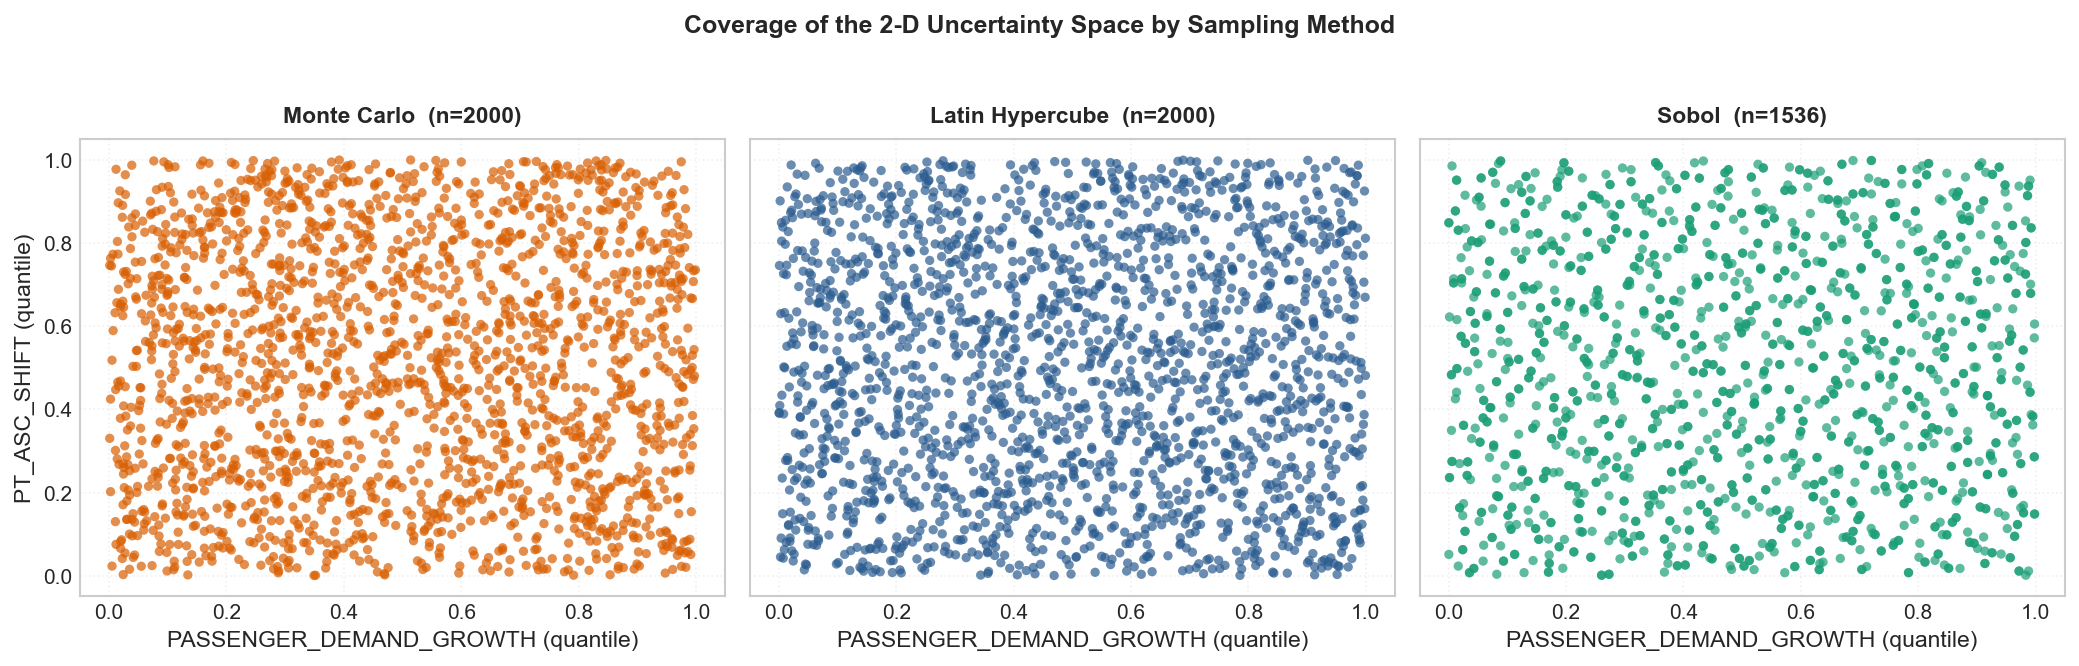 Coverage of the 2-D Uncertainty Space by Sampling Method
Monte Carlo (n=2000)
Latin Hypercube (n=2000)
Sobol (n=1536)
PT_ASC_SHIFT (quantile)
1.0
0.8
0.6
0.4
0.2
0.0
0.0 0.2 0.4 0.6 0.8 1.0
0.0 0.2 0.4 0.6 0.8 1.0
0.0 0.2 0.4 0.6 0.8 1.0
PASSENGER_DEMAND_GROWTH (quantile)
PASSENGER_DEMAND_GROWTH (quantile)
PASSENGER_DEMAND_GROWTH (quantile)